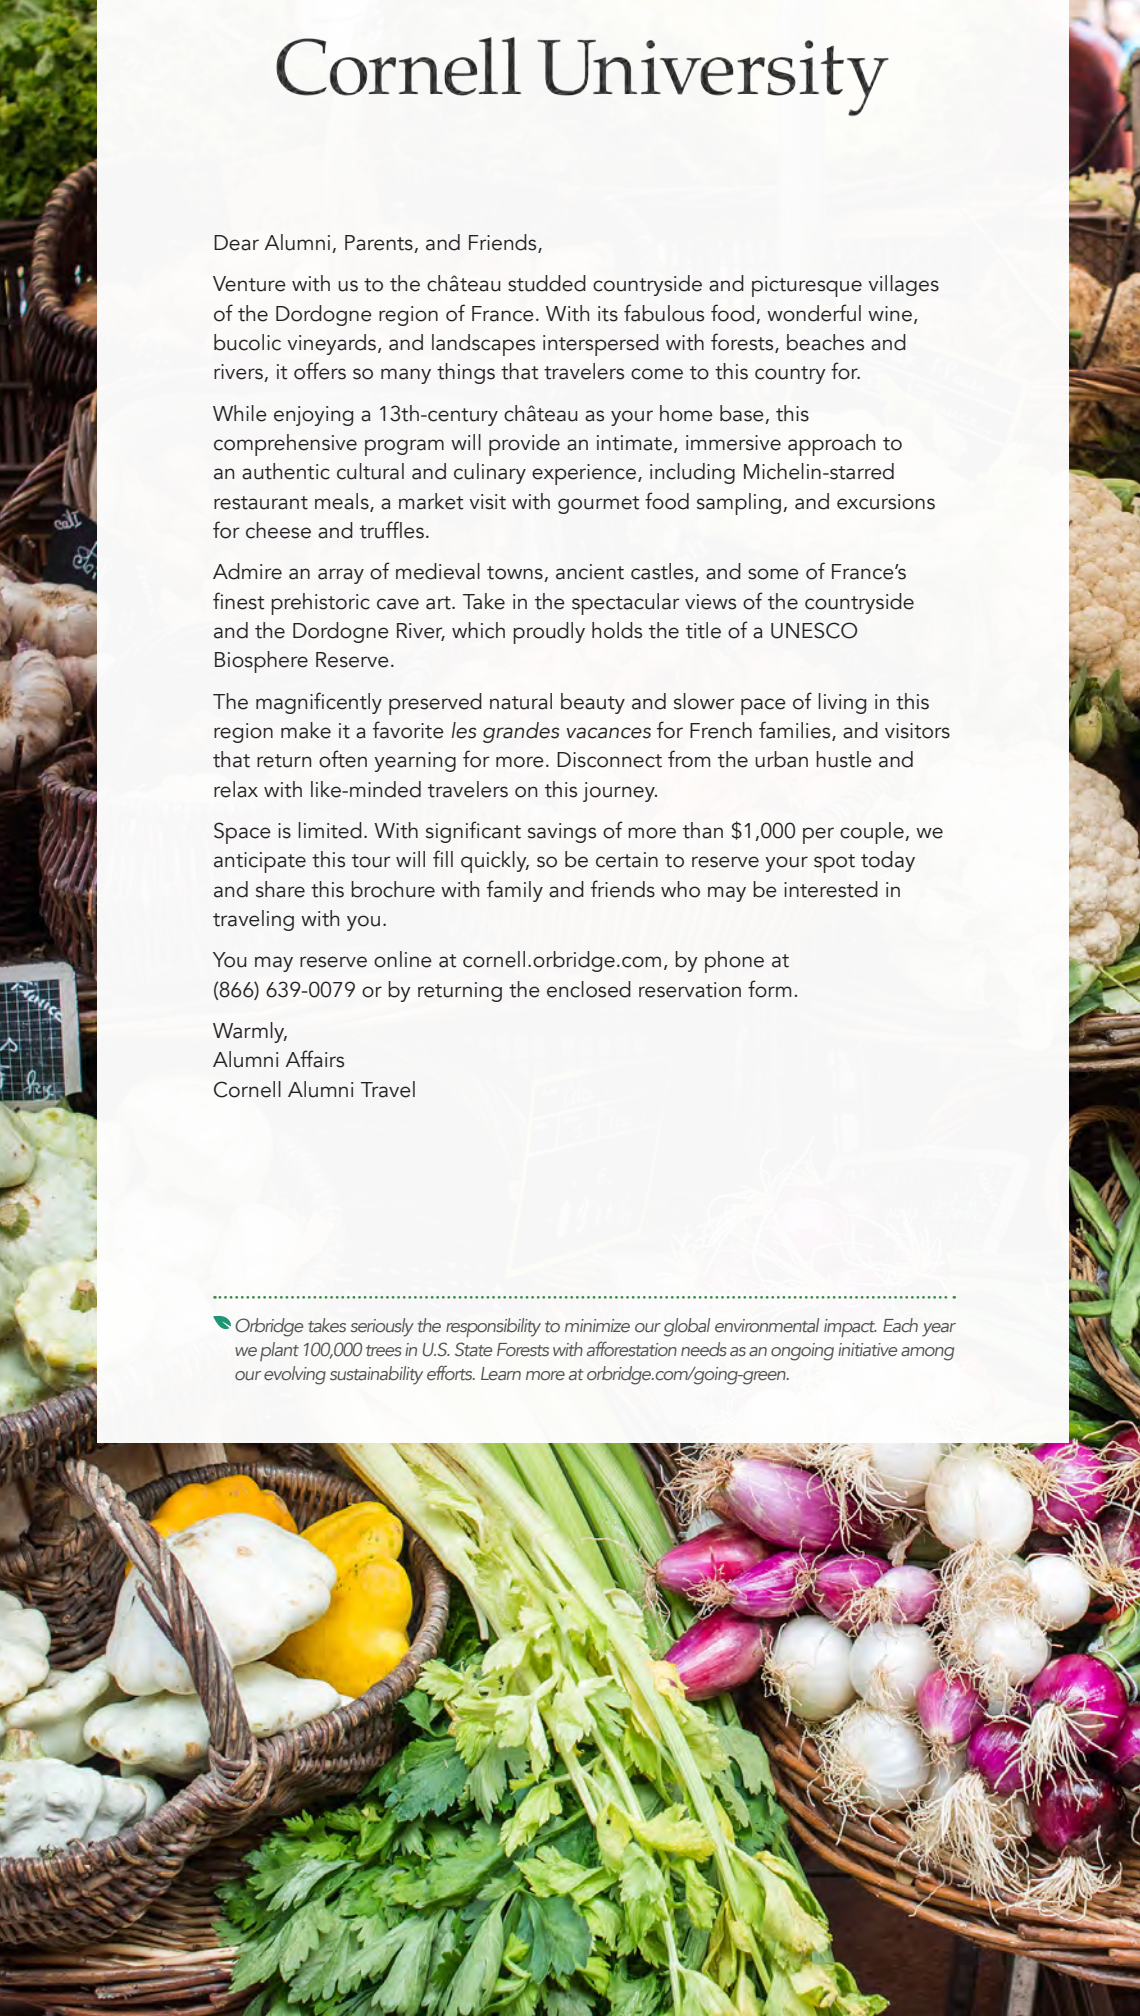 Cornell University
Dear Alumni, Parents, and Friends,
Venture with us to the château studded countryside and picturesque villages
of the Dordogne region of France. With its fabulous food, wonderful wine,
bucolic vineyards, and landscapes interspersed with forests, beaches and
rivers, it offers so many things that travelers come to this country for.
While enjoying a 13th-century château as your home base, this
comprehensive program will provide an intimate, immersive approach to
an authentic cultural and culinary experience, including Michelin-starred
restaurant meals, a market visit with gourmet food sampling, and excursions
for cheese and truffles.
Admire an array of medieval towns, ancient castles, and some of France’s
finest prehistoric cave art. Take in the spectacular views of the countryside
and the Dordogne River, which proudly holds the title of a UNESCO
Biosphere Reserve.
The magnificently preserved natural beauty and slower pace of living in this
region make it a favorite les grandes vacances for French families, and visitors
that return often yearning for more. Disconnect from the urban hustle and
relax with like-minded travelers on this journey.
Space is limited. With significant savings of more than $1,000 per couple, we
anticipate this tour will fill quickly, so be certain to reserve your spot today
and share this brochure with family and friends who may be interested in
traveling with you.
You may reserve online at cornell.orbridge.com, by phone at
(866) 639-0079 or by returning the enclosed reservation form.
Warmly,
Alumni Affairs
Cornell Alumni Travel
Orbridge takes seriously the responsibility to minimize our global environmental impact. Each year
we plant 100,000 trees in U.S. State Forests with afforestation needs as an ongoing initiative among
our evolving sustainability efforts. Learn more at orbridge.com/going-green.